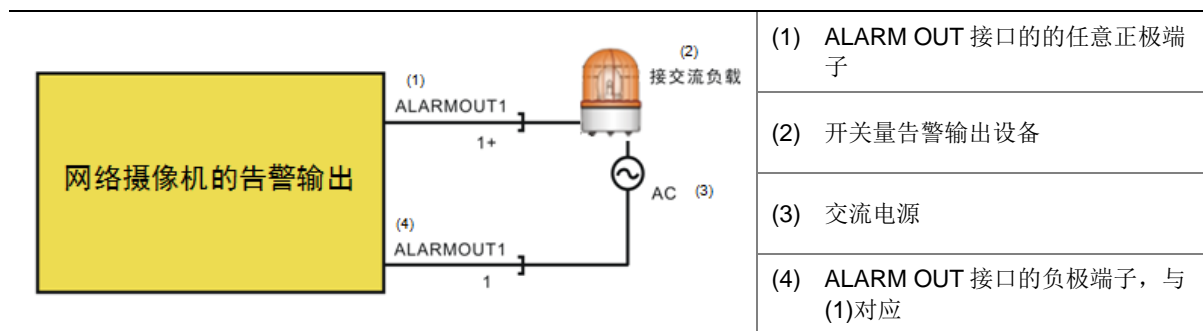 (1)
ALARMOUT1
1+
(2)
接交流负载
网络摄像机的告警输出
AC (3)
(4)
ALARMOUT1
1
(1) ALARM OUT 接口的的任意正极端
子
(2) 开关量告警输出设备
(3) 交流电源
(4) ALARM OUT 接口的负极端子，与
(1)对应